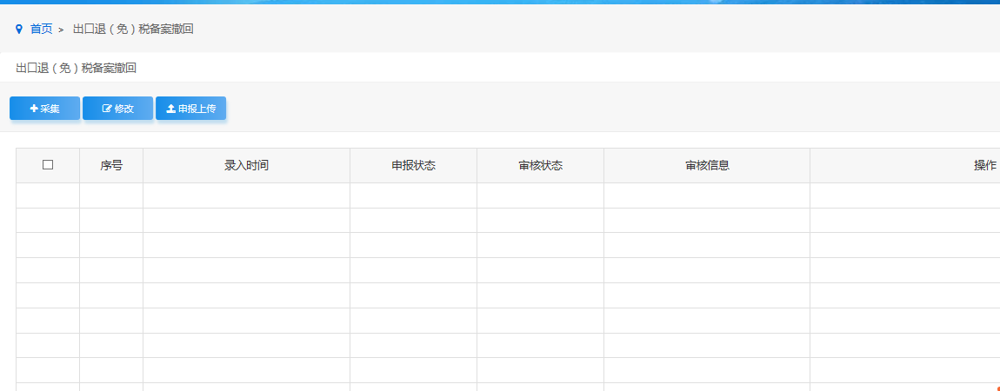 首页 > 出口退（免）税备案撤回
出口退（免）税备案撤回
采集 修改 申报上传
序号 录入时间 申报状态 审核状态 审核信息 操作